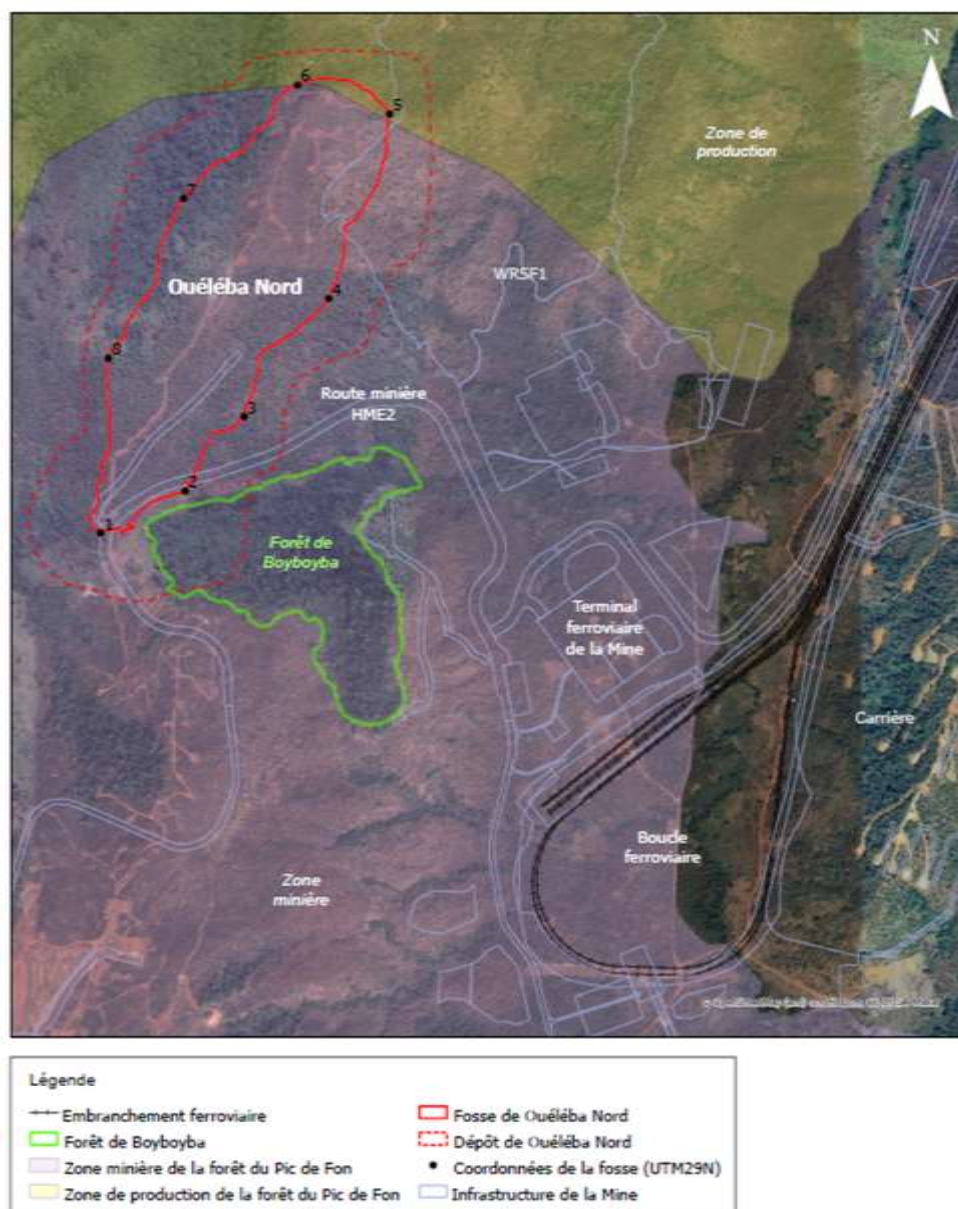 N
6
5
Zone de
production
7
WRSF1
Ouéléba Nord
4
8
Route minière
HME2
3
2
1
Forêt de
Boyboyba
Terminal
ferroviaire
de la Mine
Carrière
Boucle
ferroviaire
Zone
minière
Légende
Embranchement ferroviaire
Forêt de Boyboyba
Zone minière de la forêt du Pic de Fon
Zone de production de la forêt du Pic de Fon
Fosse de Ouéléba Nord
Dépôt de Ouéléba Nord
Coordonnées de la fosse (UTM29N)
Infrastructure de la Mine